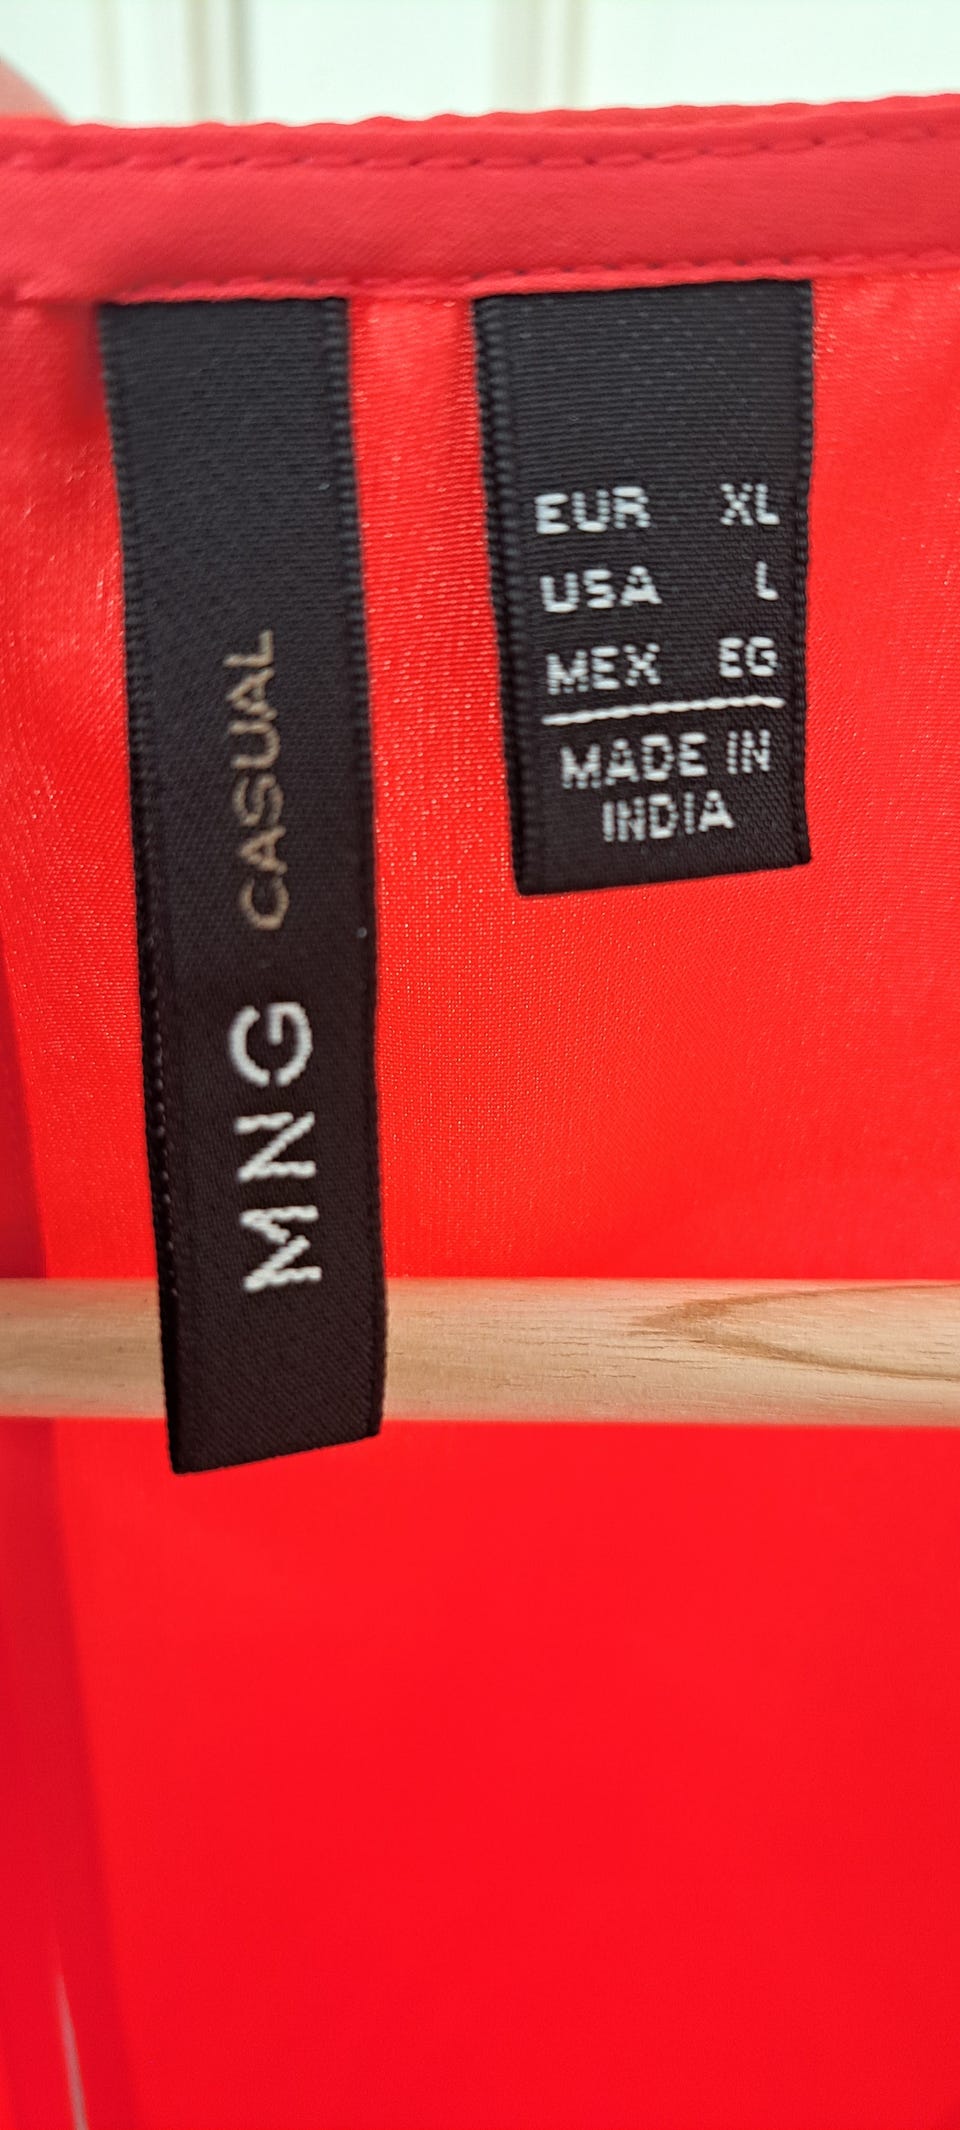 MNG CASUAL
EUR XL
USA L
MEX EG
MADE IN
INDIA